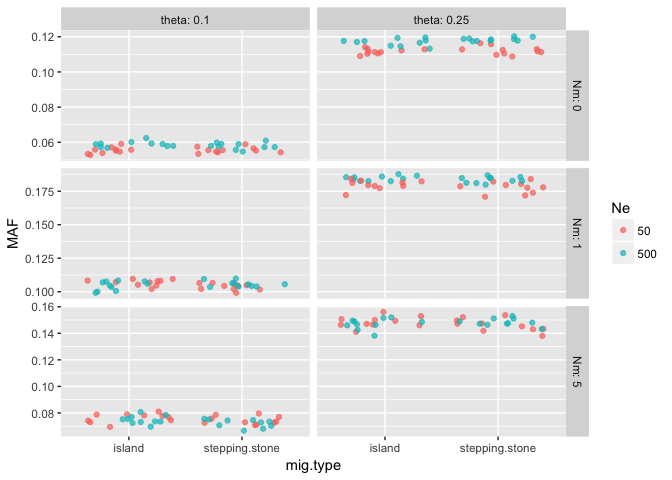 theta: 0.1
theta: 0.25
0.12
0.10
0.08
0.06
Nm: 0
0.175
0.150
0.125
0.100
Nm: 1
0.16
0.14
0.12
0.10
0.08
Nm: 5
MAF
island
stepping.stone
island
stepping.stone
mig.type
Ne
50
500